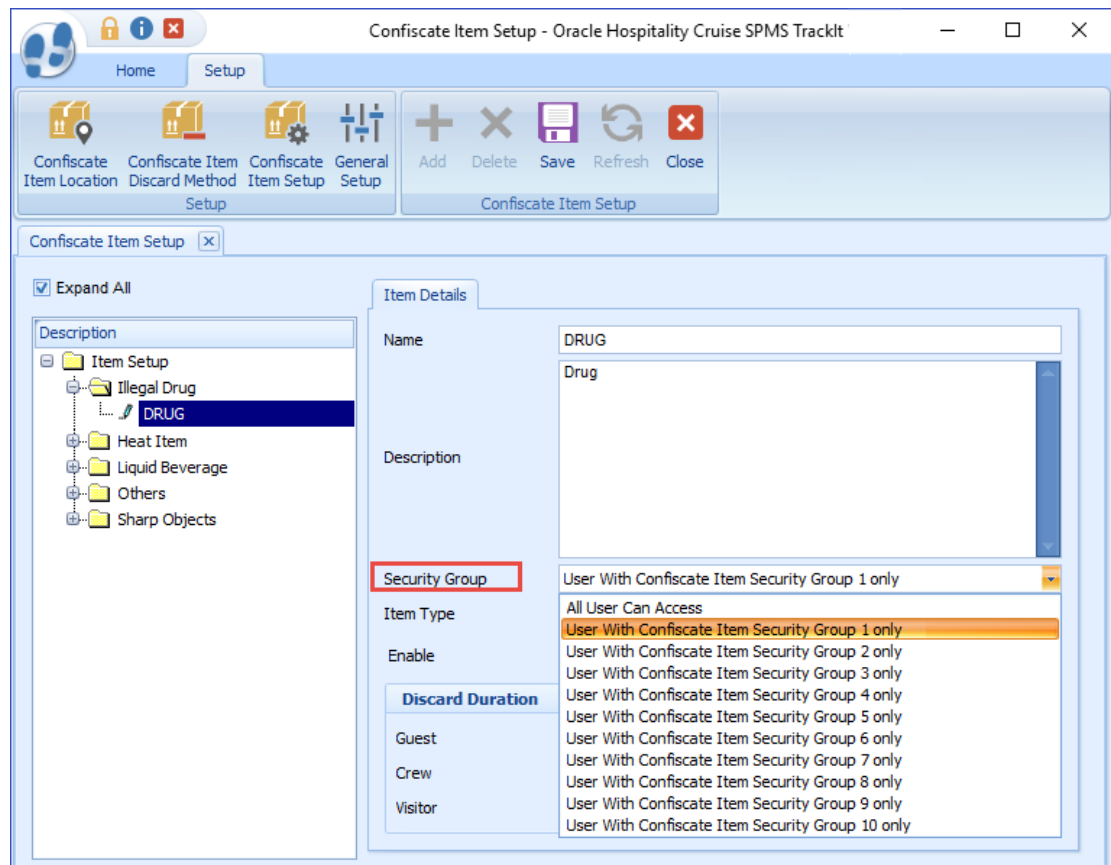 Confiscate Item Setup - Oracle Hospitality Cruise SPMS TrackIt
Home Setup
Confiscate Item Location
Confiscate Item Discard Method
Confiscate Item Setup
General Setup
Add
Delete
Save
Refresh
Close
Setup
Confiscate Item Setup
Confiscate Item Setup
Expand All
Description
Item Setup
Illegal Drug
DRUG
Heat Item
Liquid Beverage
Others
Sharp Objects
Item Details
Name DRUG
Description Drug
Security Group User With Confiscate Item Security Group 1 only
Item Type
Enable
All User Can Access
User With Confiscate Item Security Group 1 only
User With Confiscate Item Security Group 2 only
User With Confiscate Item Security Group 3 only
User With Confiscate Item Security Group 4 only
User With Confiscate Item Security Group 5 only
User With Confiscate Item Security Group 6 only
User With Confiscate Item Security Group 7 only
User With Confiscate Item Security Group 8 only
User With Confiscate Item Security Group 9 only
User With Confiscate Item Security Group 10 only
Discard Duration
Guest
Crew
Visitor